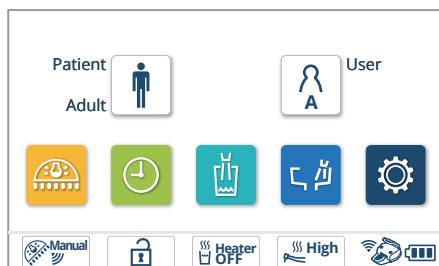 Patient
Adult
User
A
Manual
Heater
OFF
High